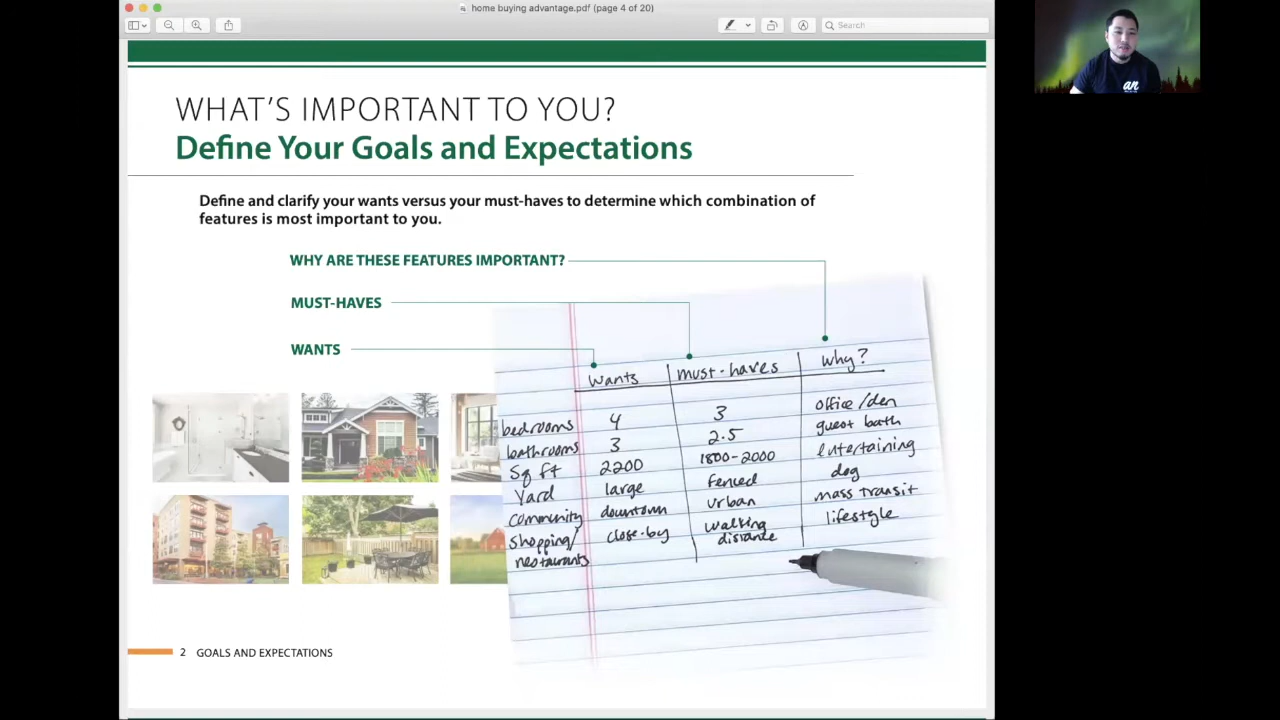 home buying advantage.pdf (page 4 of 20)
Search
an
WHAT'S IMPORTANT TO YOU?
Define Your Goals and Expectations
Define and clarify your wants versus your must-haves to determine which combination of
features is most important to you.
WHY ARE THESE FEATURES IMPORTANT?
MUST-HAVES
WANTS
wants must-haves why?
bedrooms 4 3 office/den
bathrooms 3 2.5 guest bath
Sq ft 2200 1800-2000 entertaining
Yard large fenced dog
community downtown urban mass transit
shopping/ close-by walking lifestyle
restaurants distance
2 GOALS AND EXPECTATIONS